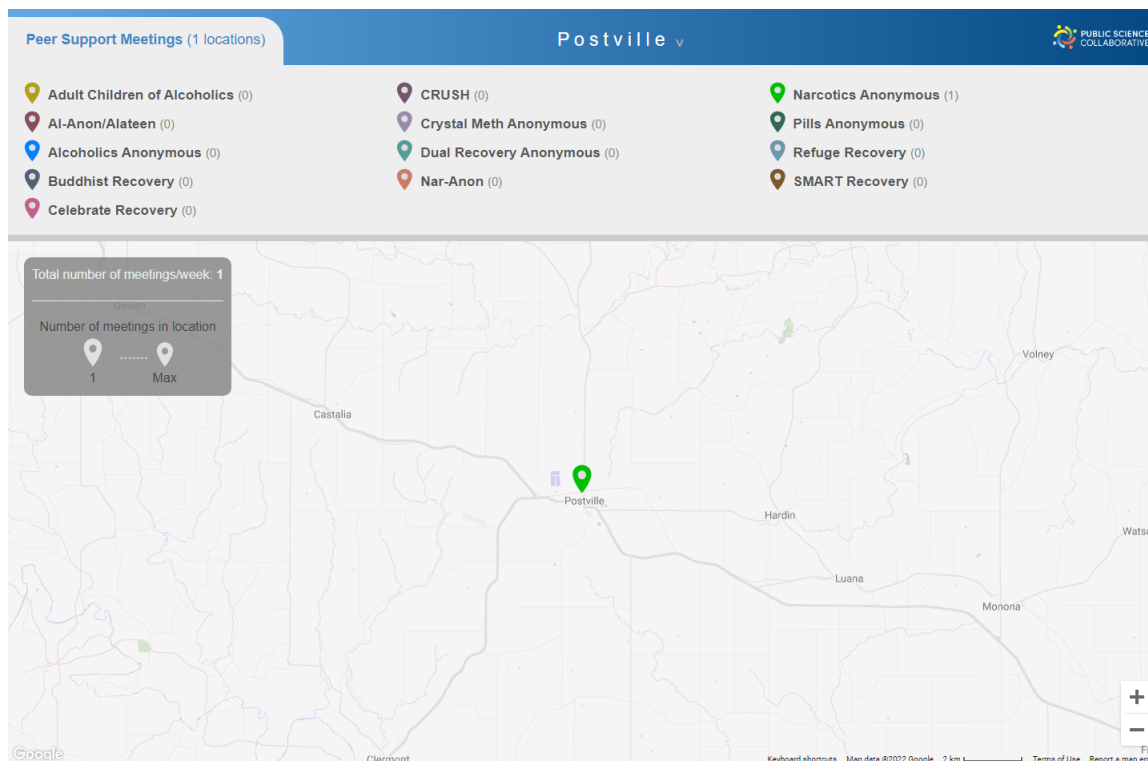 Peer Support Meetings (1 locations)
Postville v
PUBLIC SCIENCE
COLLABORATIVE
Adult Children of Alcoholics (0)
Al-Anon/Alateen (0)
Alcoholics Anonymous (0)
Buddhist Recovery (0)
Celebrate Recovery (0)
CRUSH (0)
Crystal Meth Anonymous (0)
Dual Recovery Anonymous (0)
Nar-Anon (0)
Narcotics Anonymous (1)
Pills Anonymous (0)
Refuge Recovery (0)
SMART Recovery (0)
Total number of meetings/week: 1
Ossian
Number of meetings in location
.......
1 Max
Volney
Castalia
Postville
Hardin
Luana
Monona
Clermont
+
−
Google
Keyboard shortcuts Map data ©2022 Google 2 km Terms of Use Report a map